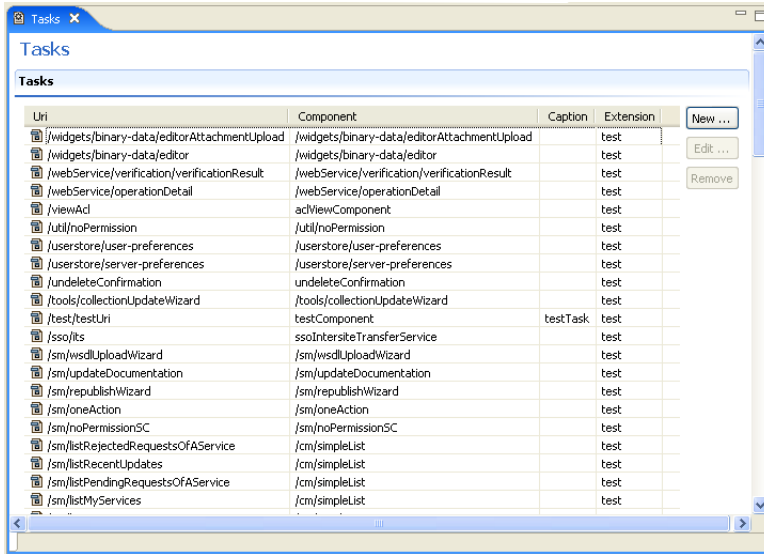 Tasks
Tasks
Tasks
Uri Component Caption Extension
/widgets/binary-data/editorAttachmentUpload /widgets/binary-data/editorAttachmentUpload test
/widgets/binary-data/editor /widgets/binary-data/editor test
/webService/verification/verificationResult /webService/verification/verificationResult test
/webService/operationDetail /webService/operationDetail test
/viewAcl aclViewComponent test
/util/noPermission /util/noPermission test
/userstore/user-preferences /userstore/user-preferences test
/userstore/server-preferences /userstore/server-preferences test
/undeleteConfirmation undeleteConfirmation test
/tools/collectionUpdateWizard /tools/collectionUpdateWizard test
/test/testUri testComponent testTask test
/sso/its ssoIntersiteTransferService test
/sm/wsdlUploadWizard /sm/wsdlUploadWizard test
/sm/updateDocumentation /sm/updateDocumentation test
/sm/republishWizard /sm/republishWizard test
/sm/oneAction /sm/oneAction test
/sm/noPermissionSC /sm/noPermissionSC test
/sm/listRejectedRequestsOfAService /cm/simpleList test
/sm/listRecentUpdates /cm/simpleList test
/sm/listPendingRequestsOfAService /cm/simpleList test
/sm/listMyServices /cm/simpleList test
New ...
Edit ...
Remove